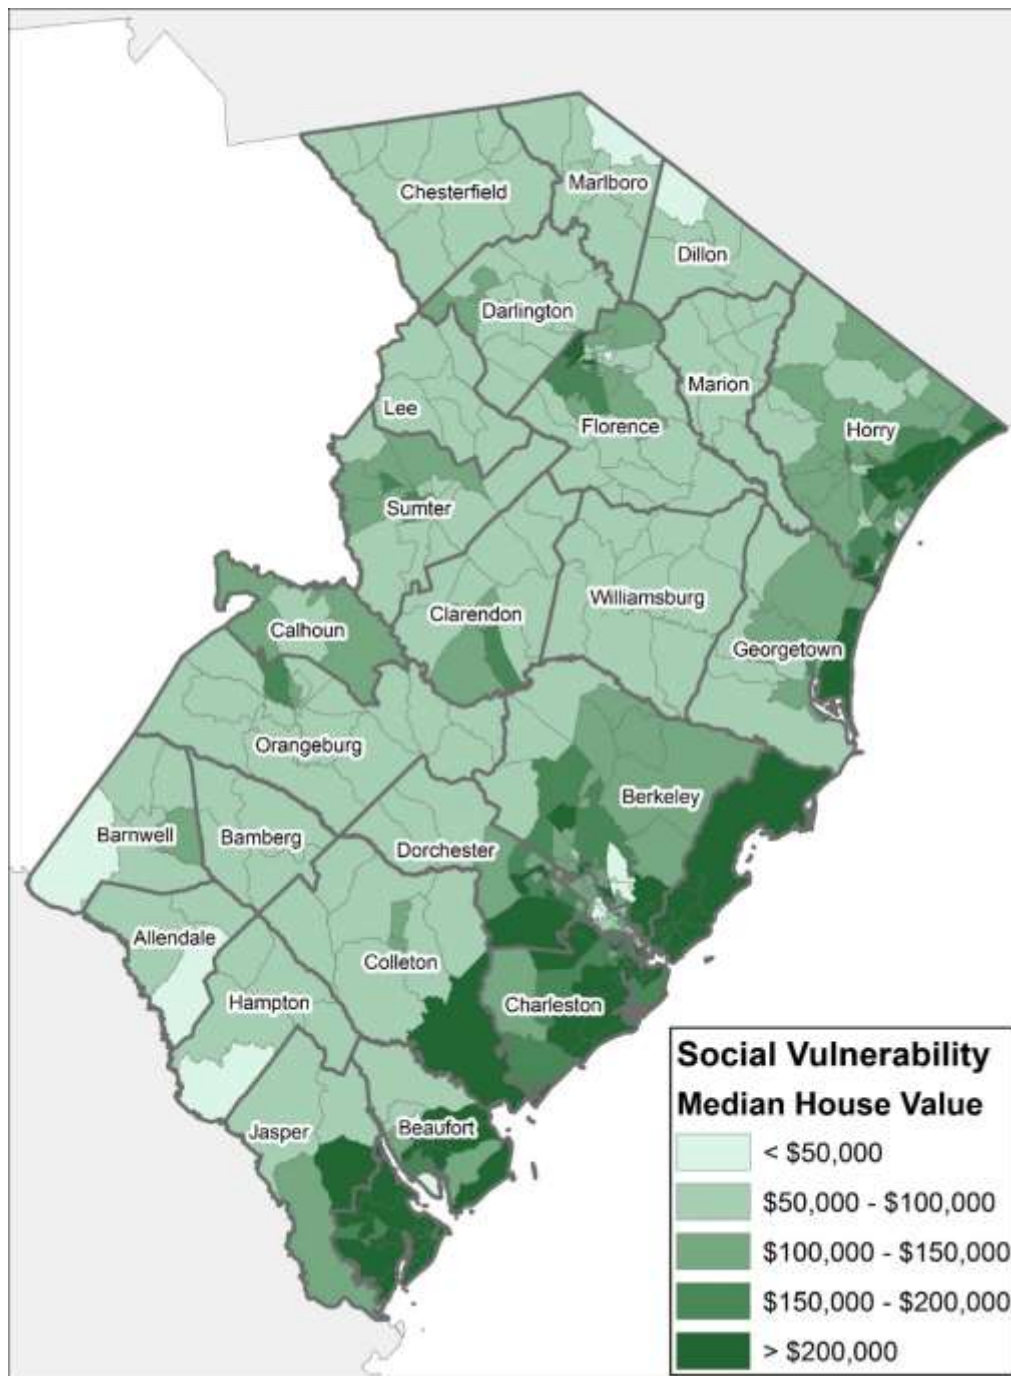 Chesterfield
Marlboro
Dillon
Darlington
Marion
Lee
Florence
Horry
Sumter
Williamsburg
Clarendon
Calhoun
Georgetown
Orangeburg
Berkeley
Barnwell
Bamberg
Dorchester
Allendale
Colleton
Hampton
Charleston
Jasper
Beaufort
Social Vulnerability
Median House Value
< $50,000
$50,000 - $100,000
$100,000 - $150,000
$150,000 - $200,000
> $200,000